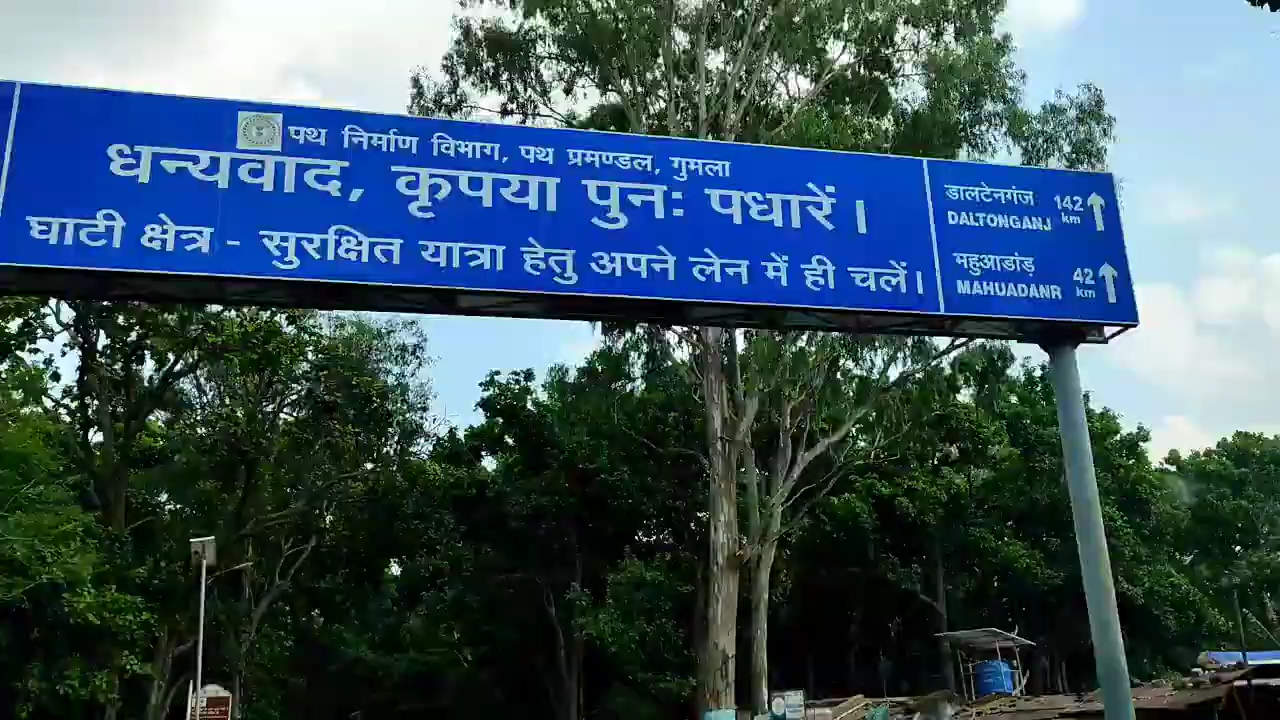 पथ निर्माण विभाग, पथ प्रमण्डल, गुमला
धन्यवाद, कृपया पुनः पधारें।
घाटी क्षेत्र - सुरक्षित यात्रा हेतु अपने लेन में ही चलें।
डालटेनगंज 142 km ↑
DALTONGANJ
महुआडांड़ 42 km ↑
MAHUADANR